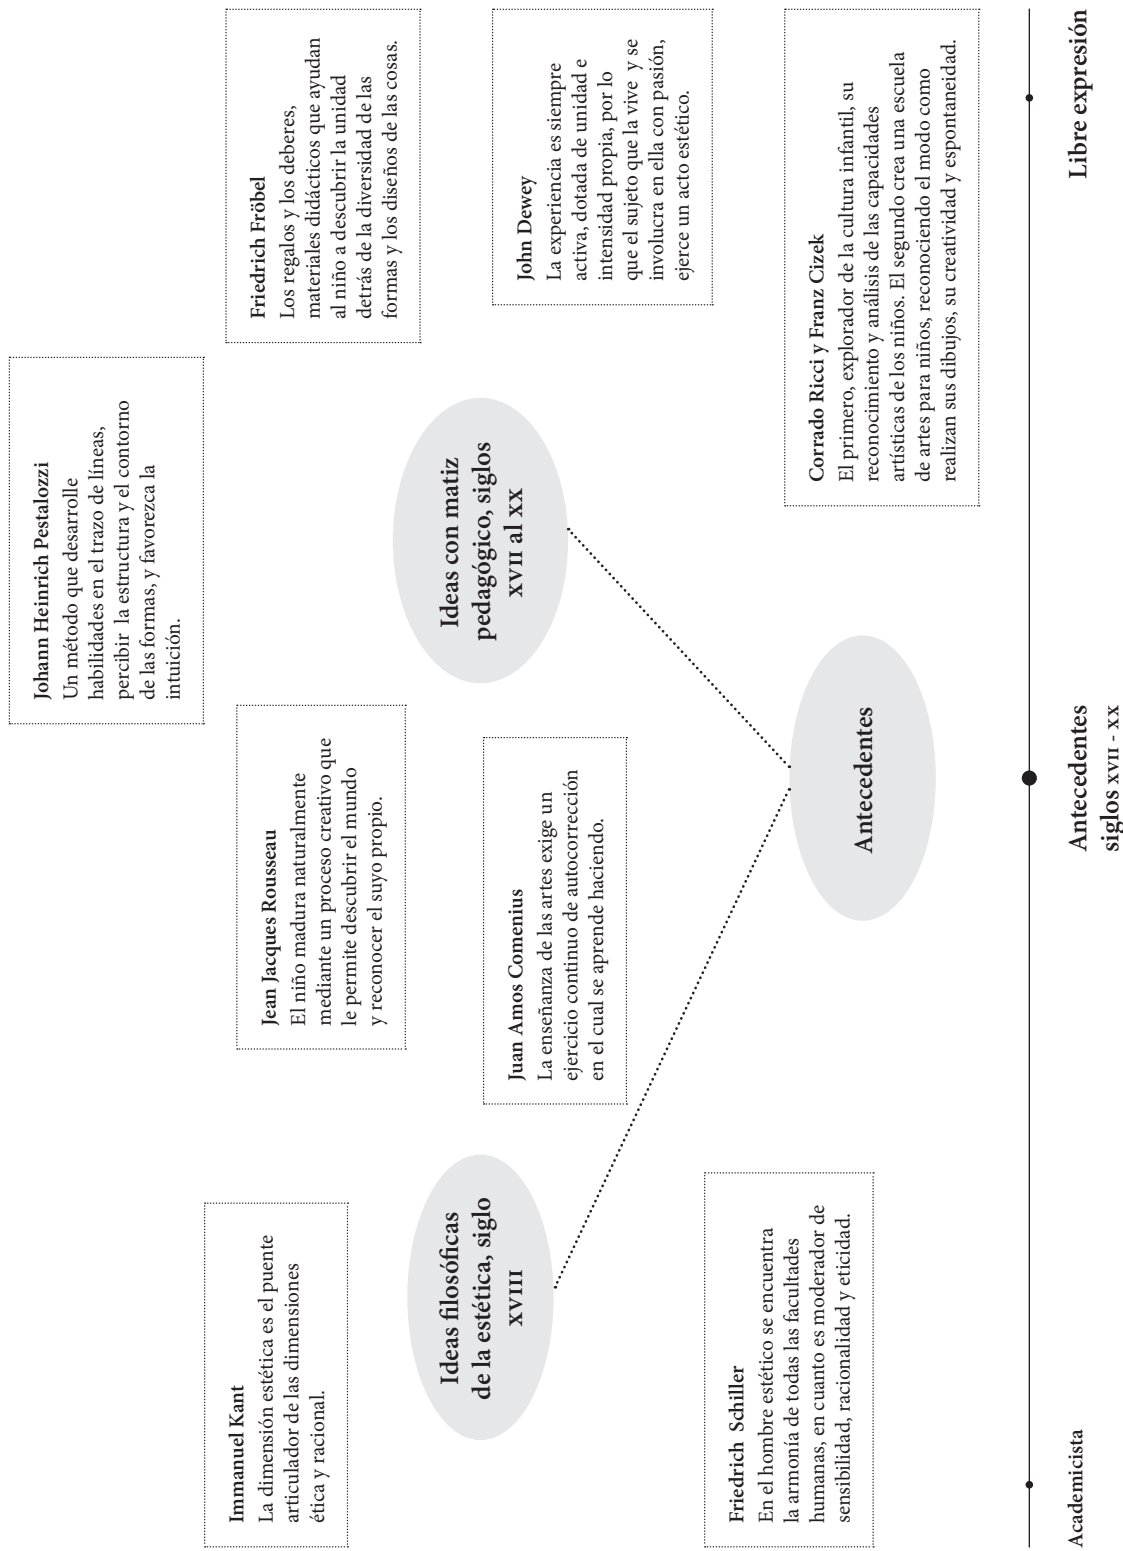 Johann Heinrich Pestalozzi
Un método que desarrolle
habilidades en el trazo de líneas,
percibir la estructura y el contorno
de las formas, y favorezca la
intuición.
Immanuel Kant
La dimensión estética es el puente
articulador de las dimensiones
ética y racional.
Jean Jacques Rousseau
El niño madura naturalmente
mediante un proceso creativo que
le permite descubrir el mundo
y reconocer el suyo propio.
Friedrich Fröbel
Los regalos y los deberes,
materiales didácticos que ayudan
al niño a descubrir la unidad
detrás de la diversidad de las
formas y los diseños de las cosas.
Ideas filosóficas
de la estética, siglo
XVIII
Ideas con matiz
pedagógico, siglos
XVII al XX
Juan Amos Comenius
La enseñanza de las artes exige un
ejercicio continuo de autocorrección
en el cual se aprende haciendo.
John Dewey
La experiencia es siempre
activa, dotada de unidad e
intensidad propia, por lo
que el sujeto que la vive y se
involucra en ella con pasión,
ejerce un acto estético.
Friedrich Schiller
En el hombre estético se encuentra
la armonía de todas las facultades
humanas, en cuanto es moderador de
sensibilidad, racionalidad y eticidad.
Antecedentes
Corrado Ricci y Franz Cizek
El primero, explorador de la cultura infantil, su
reconocimiento y análisis de las capacidades
artísticas de los niños. El segundo crea una escuela
de artes para niños, reconociendo el modo como
realizan sus dibujos, su creatividad y espontaneidad.
Academicista
Antecedentes
siglos XVII - XX
Libre expresión